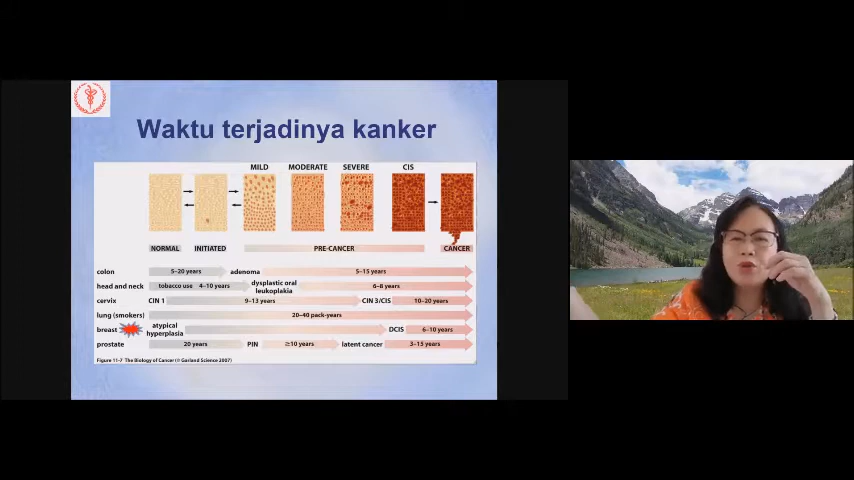 Waktu terjadinya kanker
MILD MODERATE SEVERE CIS
NORMAL INITIATED PRE-CANCER CANCER
colon 5–20 years adenoma 5–15 years
head and neck tobacco use 4–10 years dysplastic oral leukoplakia 6–8 years
cervix CIN 1 9–13 years CIN 3/CIS 10–20 years
lung (smokers) 20–40 pack-years
breast atypical hyperplasia DCIS 6–10 years
prostate 20 years PIN ≥10 years latent cancer 3–15 years
Figure 11-7 The Biology of Cancer (© Garland Science 2007)